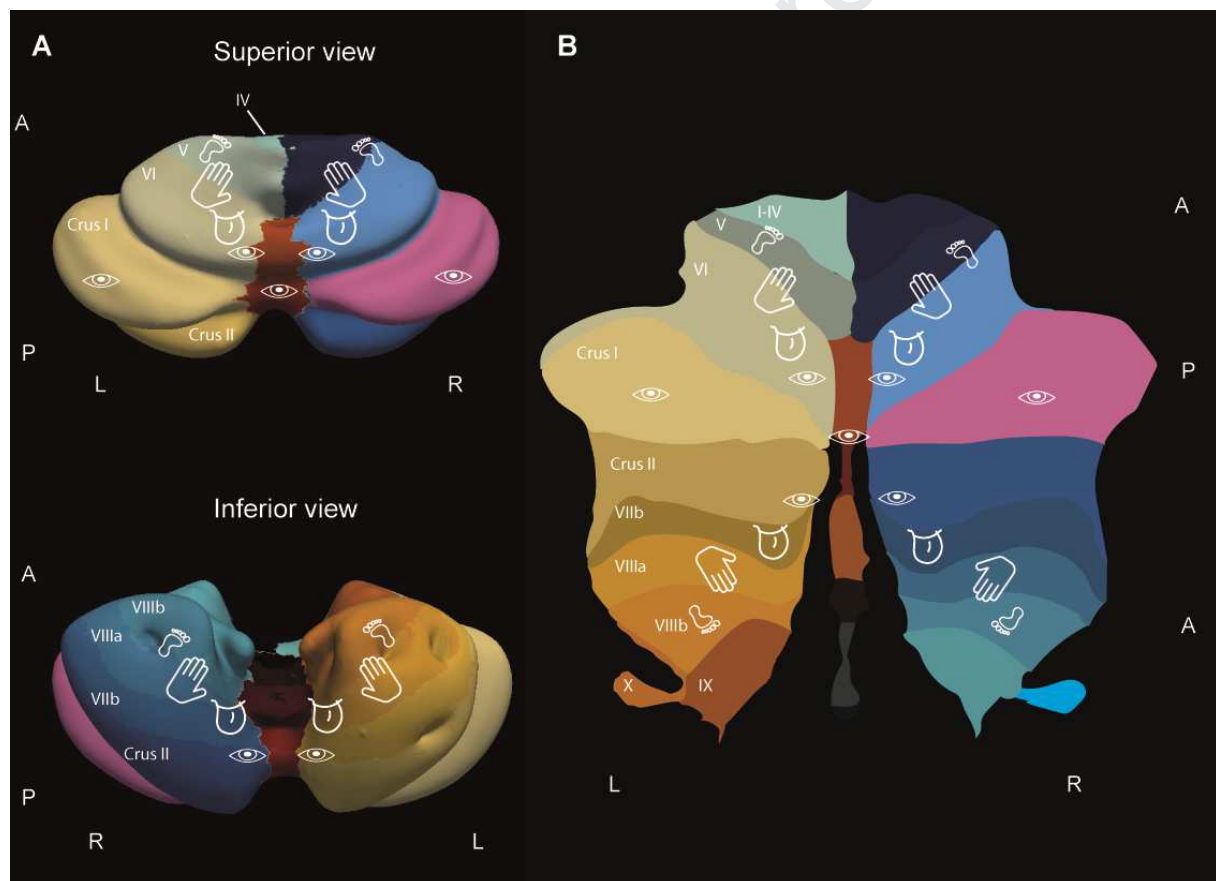 A
Superior view
IV
A
V
VI
Crus I
Crus II
P
L
R
Inferior view
A
VIIIb
VIIIa
VIIb
Crus II
P
R
L
B
I-IV
A
V
VI
Crus I
P
Crus II
VIIb
VIIIa
VIIIb
A
X
IX
L
R